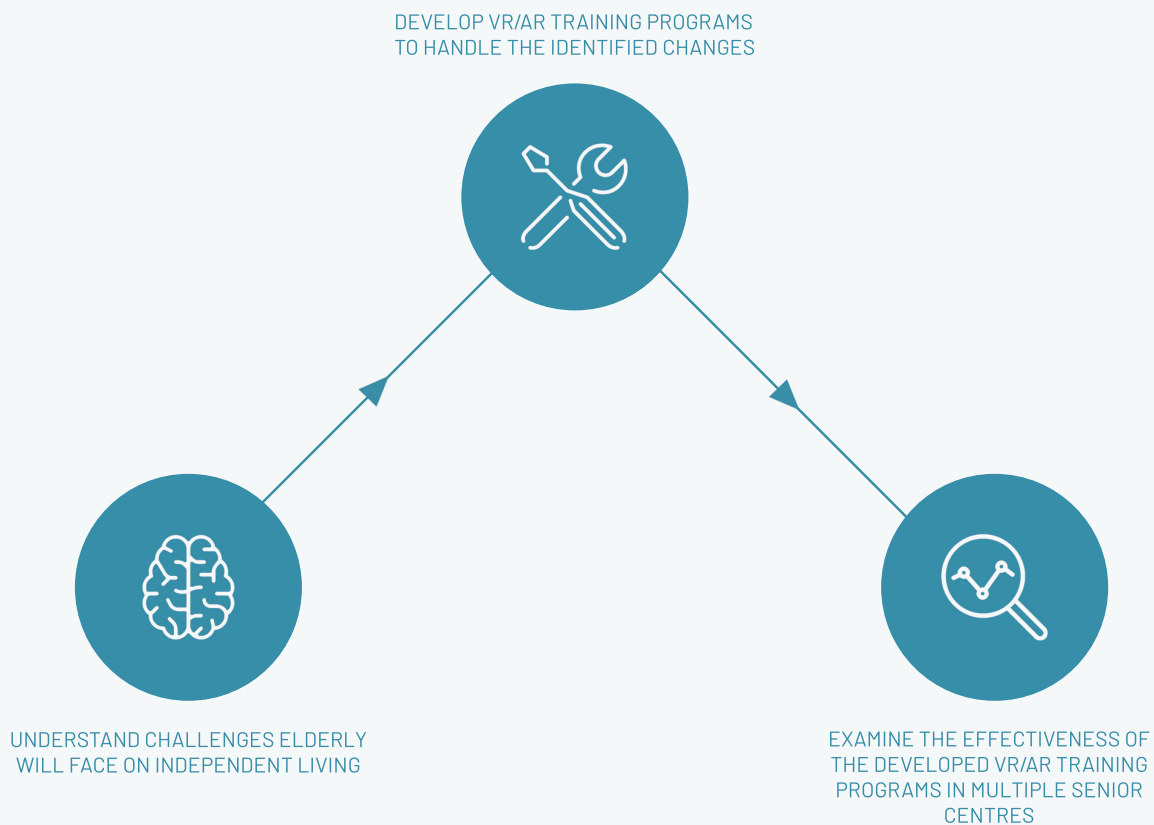 DEVELOP VR/AR TRAINING PROGRAMS
TO HANDLE THE IDENTIFIED CHANGES
UNDERSTAND CHALLENGES ELDERLY
WILL FACE ON INDEPENDENT LIVING
EXAMINE THE EFFECTIVENESS OF
THE DEVELOPED VR/AR TRAINING
PROGRAMS IN MULTIPLE SENIOR
CENTRES